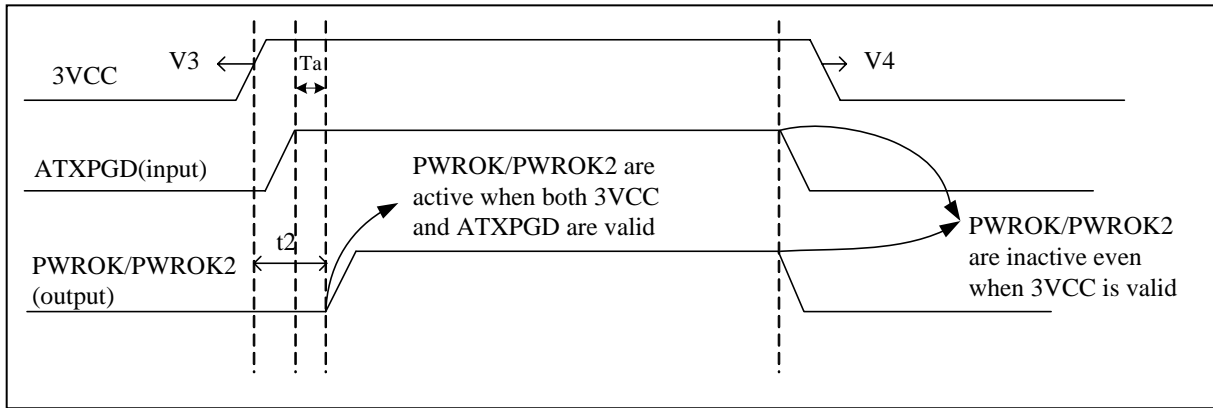 V3
Ta
V4
3VCC
ATXPGD(input)
PWROK/PWROK2 are
active when both 3VCC
and ATXPGD are valid
t2
PWROK/PWROK2
(output)
PWROK/PWROK2
are inactive even
when 3VCC is valid